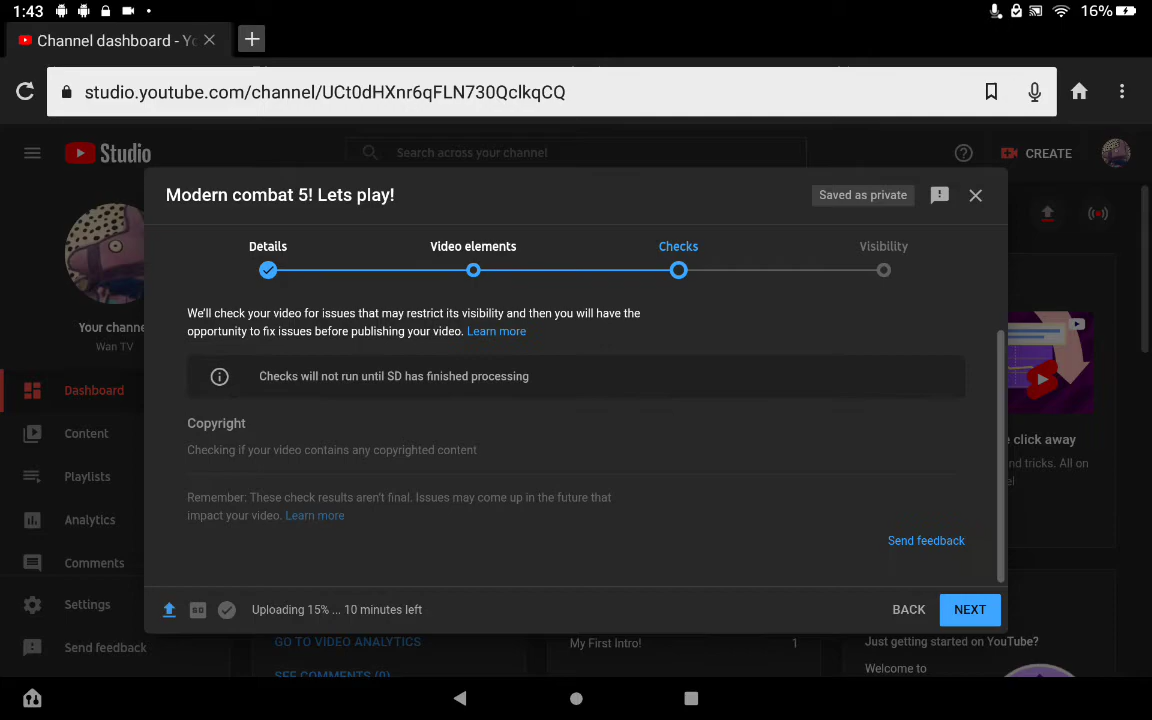 1:43
16%
Channel dashboard - Yo
studio.youtube.com/channel/UCt0dHXnr6qFLN730QclkqCQ
Studio
Search across your channel
CREATE
Modern combat 5! Lets play!
Saved as private
Details
Video elements
Checks
Visibility
We'll check your video for issues that may restrict its visibility and then you will have the
opportunity to fix issues before publishing your video. Learn more
Checks will not run until SD has finished processing
Copyright
Checking if your video contains any copyrighted content
Remember: These check results aren't final. Issues may come up in the future that
impact your video. Learn more
Send feedback
SD
Uploading 15% ... 10 minutes left
BACK
NEXT
Your channe
Wan TV
Dashboard
Content
Playlists
Analytics
Comments
Settings
Send feedback
e click away
nd tricks. All on
el
GO TO VIDEO ANALYTICS
SEE COMMENTS (0)
My First Intro!
1
Just getting started on YouTube?
Welcome to